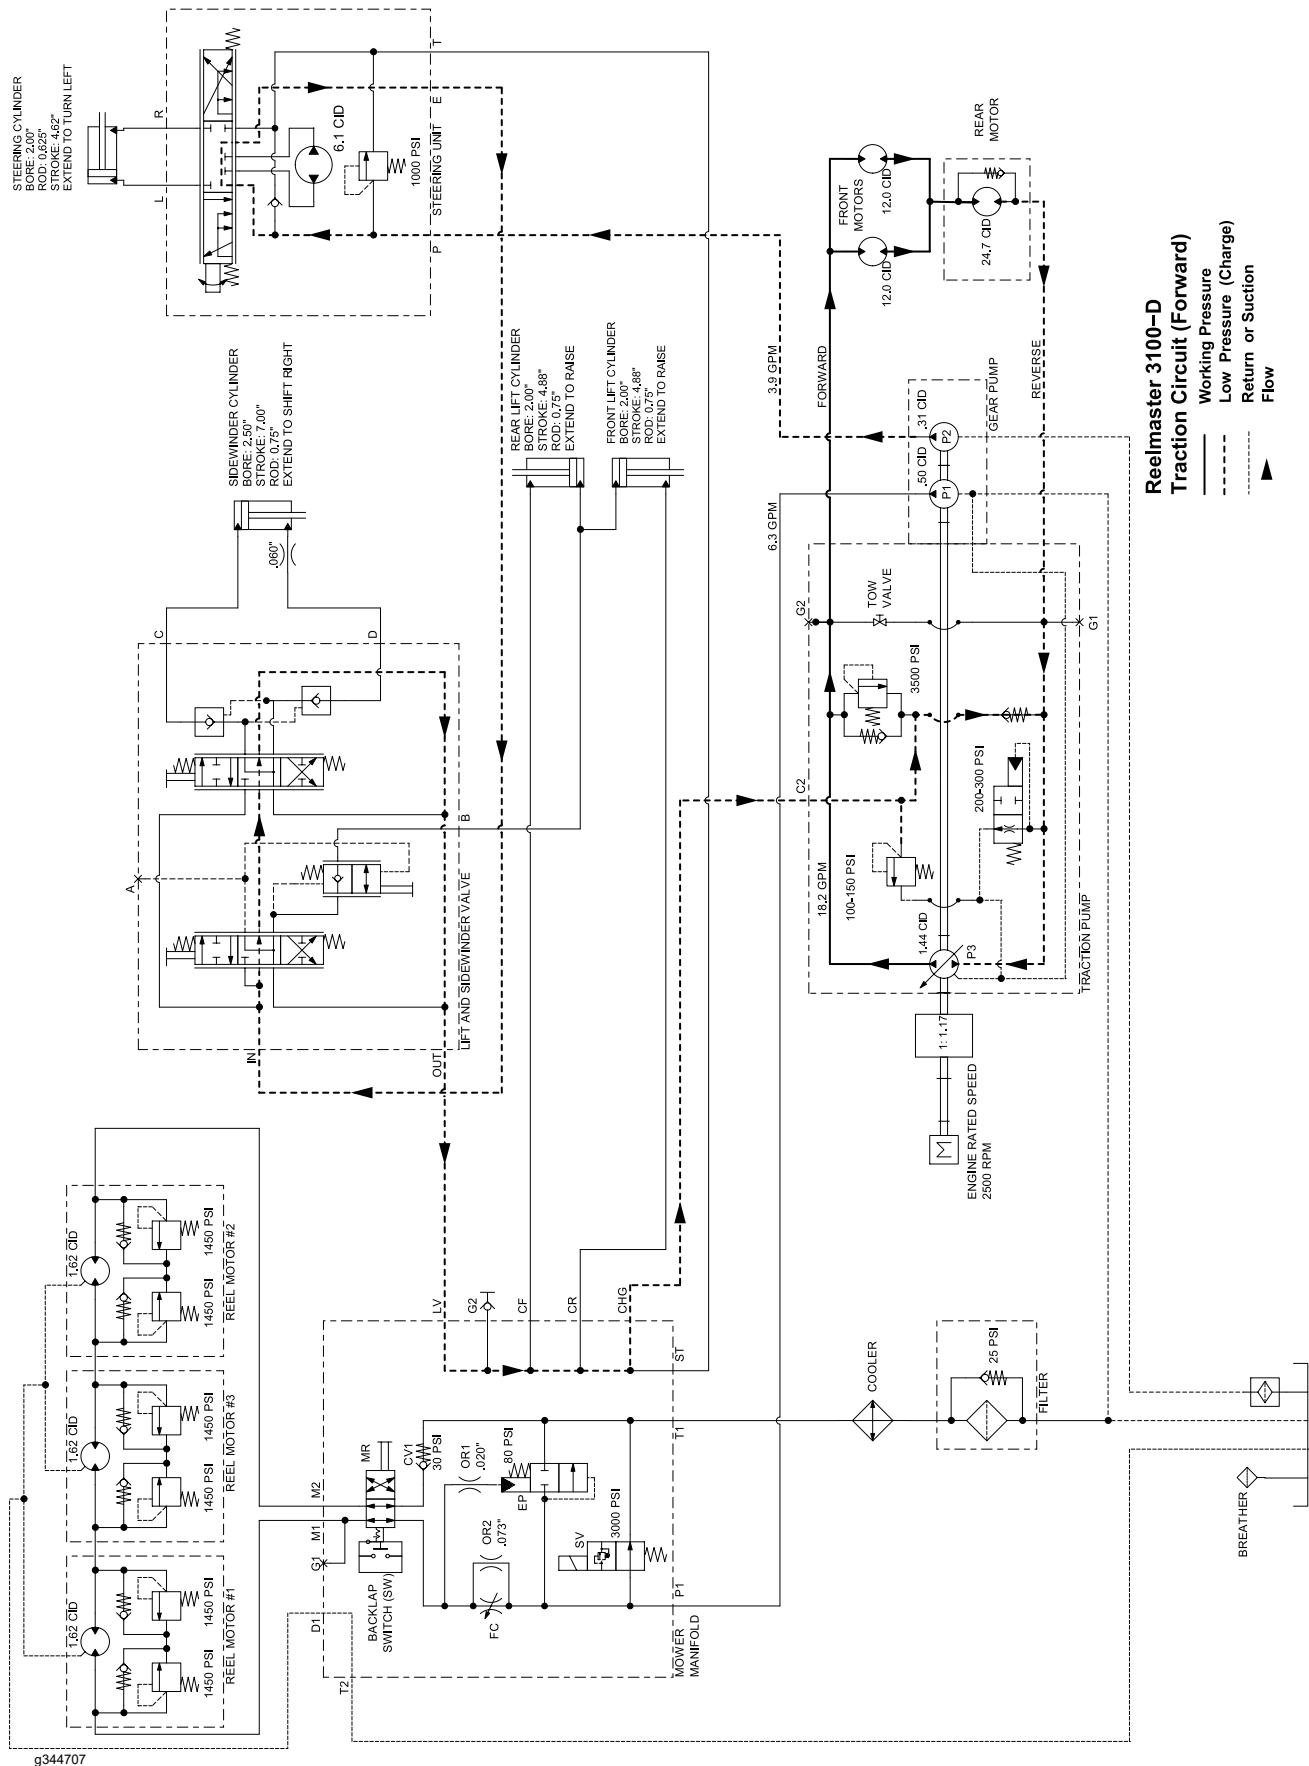 STEERING CYLINDER
BORE: 2.00"
ROD: 0.625"
STROKE: 4.62"
EXTEND TO TURN LEFT
L
R
6.1 CID
1000 PSI
STEERING UNIT
P
E
T
SIDEWINDER CYLINDER
BORE: 2.50"
STROKE: 7.00"
ROD: 0.75"
EXTEND TO SHIFT RIGHT
.060"
C
D
A
B
IN
OUT
LIFT AND SIDEWINDER VALVE
REAR LIFT CYLINDER
BORE: 2.00"
STROKE: 4.88"
ROD: 0.75"
EXTEND TO RAISE
FRONT LIFT CYLINDER
BORE: 2.00"
STROKE: 4.88"
ROD: 0.75"
EXTEND TO RAISE
1.62 CID
1450 PSI
1450 PSI
REEL MOTOR #1
1.62 CID
1450 PSI
1450 PSI
REEL MOTOR #3
1.62 CID
1450 PSI
1450 PSI
REEL MOTOR #2
T2
D1
G1
M1
M2
LV
G2
CF
CR
CHG
ST
T1
P1
MR
BACKLAP
SWITCH (SW)
CV1
30 PSI
OR1
.020"
OR2
.073"
FC
EP
80 PSI
SV
3000 PSI
MOWER
MANIFOLD
6.3 GPM
3.9 GPM
FORWARD
REVERSE
FRONT
MOTORS
12.0 CID
12.0 CID
REAR
MOTOR
24.7 CID
.50 CID
.31 CID
P1
P2
GEAR PUMP
G2
TOW
VALVE
G1
3500 PSI
C2
200-300 PSI
100-150 PSI
18.2 GPM
1.44 CID
P3
TRACTION PUMP
1: 1.17
M
ENGINE RATED SPEED
2500 RPM
COOLER
25 PSI
FILTER
BREATHER
Reelmaster 3100-D
Traction Circuit (Forward)
Working Pressure
Low Pressure (Charge)
Return or Suction
Flow
g344707